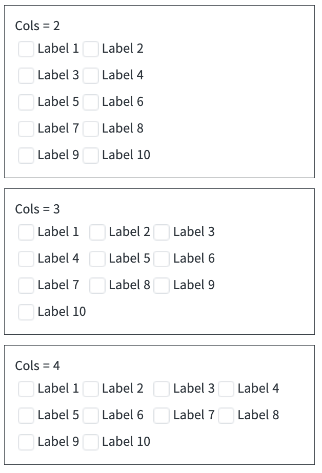 Cols = 2
Label 1 Label 2
Label 3 Label 4
Label 5 Label 6
Label 7 Label 8
Label 9 Label 10
Cols = 3
Label 1 Label 2 Label 3
Label 4 Label 5 Label 6
Label 7 Label 8 Label 9
Label 10
Cols = 4
Label 1 Label 2 Label 3 Label 4
Label 5 Label 6 Label 7 Label 8
Label 9 Label 10